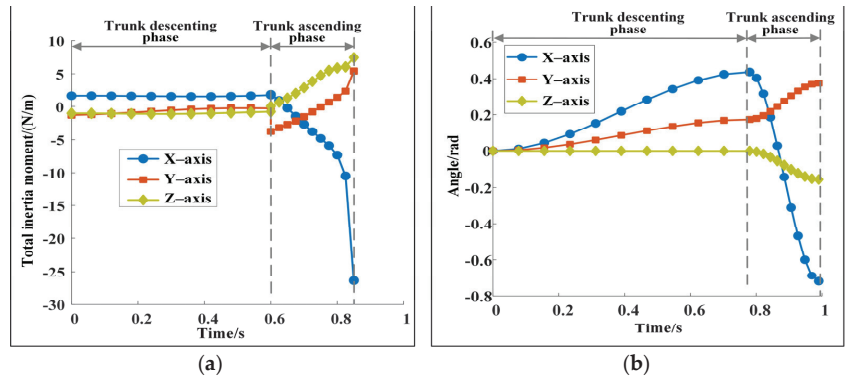 Trunk descenting phase
Trunk ascending phase
Total inertia moment/(N/m)
10
5
0
-5
-10
-15
-20
-25
-30
X–axis
Y–axis
Z–axis
0
0.2
0.4
0.6
0.8
1
Time/s
(a)
Trunk descenting phase
Trunk ascending phase
Angle/rad
0.6
0.4
0.2
0
-0.2
-0.4
-0.6
-0.8
X–axis
Y–axis
Z–axis
0
0.2
0.4
0.6
0.8
1
Time/s
(b)